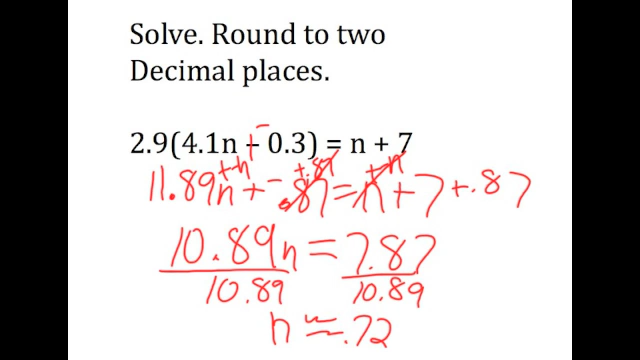 Solve. Round to two
Decimal places.
2.9(4.1n - 0.3) = n + 7
+-n +.87 +-n
11.89n + -.87 = n + 7 + .87
10.89n = 7.87
10.89 10.89
n ≈ .72